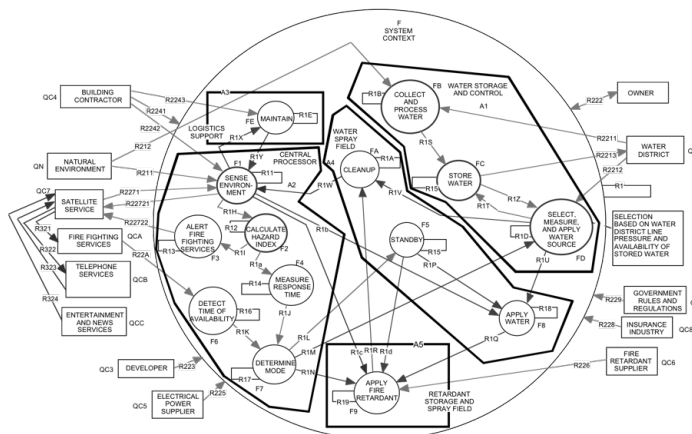 F
SYSTEM
CONTEXT
QC4
BUILDING
CONTRACTOR
R2243
R2241
R2242
R212
A3
FE
MAINTAIN
R1E
LOGISTICS
SUPPORT
R1X
R1Y
WATER STORAGE
AND CONTROL
A1
FB
COLLECT
AND
PROCESS
WATER
R1B
R1S
R222
OWNER
R2211
R2213
R2212
WATER
DISTRICT
QN
NATURAL
ENVIRONMENT
R211
CENTRAL
PROCESSOR
A2
F1
SENSE
ENVIRON-
MENT
R11
WATER
SPRAY
FIELD
A4
FA
CLEANUP
R1A
R1W
R1V
FC
STORE
WATER
R15
R1Z
R1T
R1
QC7
SATELLITE
SERVICE
R2271
R22721
R22722
R1H
R12
CALCULATE
HAZARD
INDEX
F2
R1I
ALERT
FIRE
FIGHTING
SERVICES
R13
F3
R1b
F5
STANDBY
R15
R1P
R1D
SELECT,
MEASURE,
AND APPLY
WATER
SOURCE
FD
SELECTION
BASED ON WATER
DISTRICT LINE
PRESSURE AND
AVAILABILITY OF
STORED WATER
R321
R322
R323
R324
FIRE FIGHTING
SERVICES
QCA
R22A
TELEPHONE
SERVICES
QCB
R1a
F4
MEASURE
RESPONSE
TIME
R14
R1U
GOVERNMENT
RULES AND
REGULATIONS
R229
ENTERTAINMENT
AND NEWS
SERVICES
QCC
DETECT
TIME OF
AVAILABILITY
R16
F6
R1J
R1K
R1L
R1M
R1N
APPLY
WATER
R18
F8
R1Q
R228
INSURANCE
INDUSTRY
QC8
QC3
DEVELOPER
R223
DETERMINE
MODE
R17
F7
R1c
R1R
R1d
A5
APPLY
FIRE
RETARDANT
R19
F9
RETARDANT
STORAGE AND
SPRAY FIELD
R226
FIRE
RETARDANT
SUPPLIER
QC6
QC5
ELECTRICAL
POWER
SUPPLIER
R225